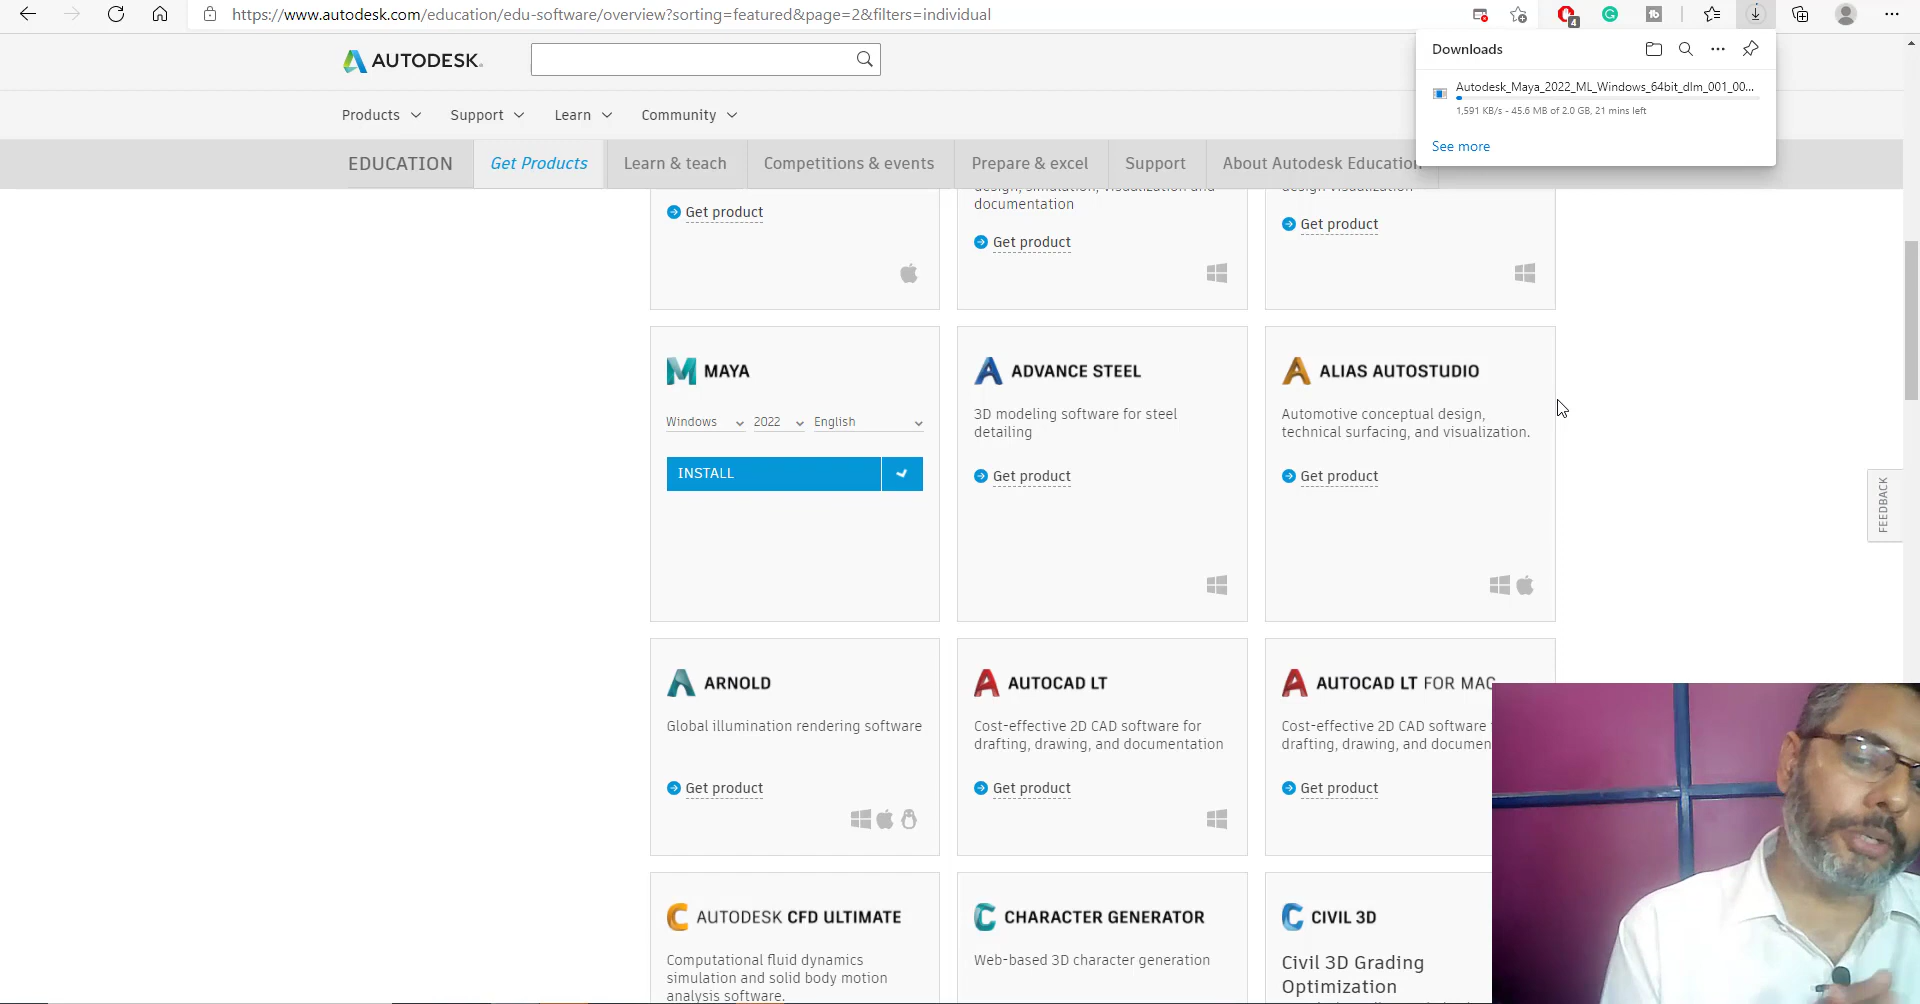 https://www.autodesk.com/education/edu-software/overview?sorting=featured&page=2&filters=individual
4
AUTODESK.
Downloads
Autodesk_Maya_2022_ML_Windows_64bit_dlm_001_00...
1,591 KB/s - 45.6 MB of 2.0 GB, 21 mins left
See more
Products
Support
Learn
Community
EDUCATION
Get Products
Learn & teach
Competitions & events
Prepare & excel
Support
About Autodesk Education
design, simulation, visualization and
documentation
design visualization
Get product
Get product
Get product
MAYA
Windows
2022
English
INSTALL
ADVANCE STEEL
3D modeling software for steel
detailing
Get product
ALIAS AUTOSTUDIO
Automotive conceptual design,
technical surfacing, and visualization.
Get product
FEEDBACK
ARNOLD
Global illumination rendering software
Get product
AUTOCAD LT
Cost-effective 2D CAD software for
drafting, drawing, and documentation
Get product
AUTOCAD LT FOR MAC
Cost-effective 2D CAD software
drafting, drawing, and documen
Get product
AUTODESK CFD ULTIMATE
Computational fluid dynamics
simulation and solid body motion
analysis software.
CHARACTER GENERATOR
Web-based 3D character generation
CIVIL 3D
Civil 3D Grading
Optimization